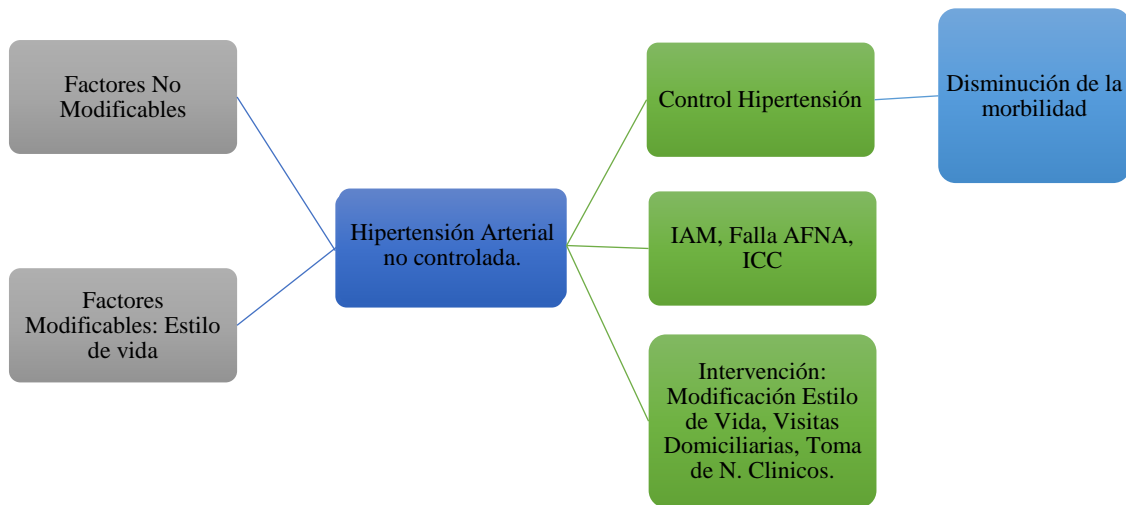 Factores No
Modificables
Factores
Modificables: Estilo
de vida
Hipertensión Arterial
no controlada.
Control Hipertensión
IAM, Falla AFNA,
ICC
Intervención:
Modificación Estilo
de Vida, Visitas
Domiciliarias, Toma
de N. Clinicos.
Disminución de la
morbilidad